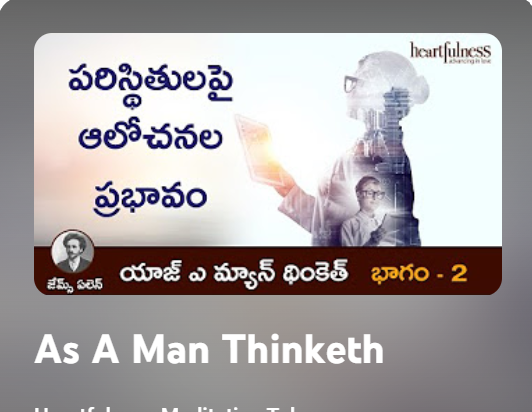 heartfulness
advancing in love
పరిస్థితులపై
ఆలోచనల
ప్రభావం
జేమ్స్ ఏలెన్
యాజ్ ఎ మ్యాన్ థింకెత్ భాగం - 2
As A Man Thinketh